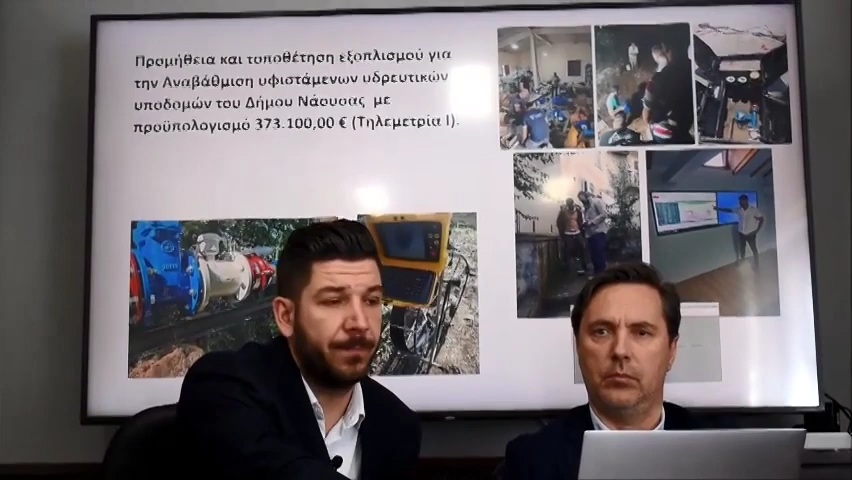 Προμήθεια και τοποθέτηση εξοπλισμού για
την Αναβάθμιση υφιστάμενων υδρευτικών
υποδομών του Δήμου Νάουσας με
προϋπολογισμό 373.100,00 € (Τηλεμετρία Ι).